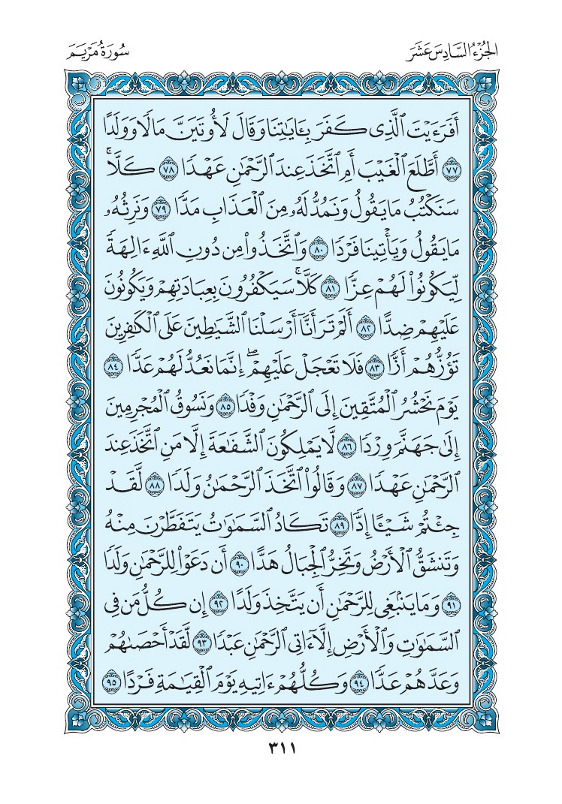 الجُزْءُ السَّادِسَ عَشَرَ
سُورَةُ مَرْيَمَ
أَفَرَءَيْتَ ٱلَّذِى كَفَرَ بِـَٔايَٰتِنَا وَقَالَ لَأُوتَيَنَّ مَالًا وَوَلَدًا
٧٧ أَطَّلَعَ ٱلْغَيْبَ أَمِ ٱتَّخَذَ عِندَ ٱلرَّحْمَٰنِ عَهْدًا ٧٨ كَلَّا ۚ
سَنَكْتُبُ مَا يَقُولُ وَنَمُدُّ لَهُۥ مِنَ ٱلْعَذَابِ مَدًّا ٧٩ وَنَرِثُهُۥ
مَا يَقُولُ وَيَأْتِينَا فَرْدًا ٨٠ وَٱتَّخَذُوا۟ مِن دُونِ ٱللَّهِ ءَالِهَةً
لِّيَكُونُوا۟ لَهُمْ عِزًّا ٨١ كَلَّا ۚ سَيَكْفُرُونَ بِعِبَادَتِهِمْ وَيَكُونُونَ
عَلَيْهِمْ ضِدًّا ٨٢ أَلَمْ تَرَ أَنَّآ أَرْسَلْنَا ٱلشَّيَٰطِينَ عَلَى ٱلْكَٰفِرِينَ
تَؤُزُّهُمْ أَزًّا ٨٣ فَلَا تَعْجَلْ عَلَيْهِمْ ۖ إِنَّمَا نَعُدُّ لَهُمْ عَدًّا ٨٤
يَوْمَ نَحْشُرُ ٱلْمُتَّقِينَ إِلَى ٱلرَّحْمَٰنِ وَفْدًا ٨٥ وَنَسُوقُ ٱلْمُجْرِمِينَ
إِلَىٰ جَهَنَّمَ وِرْدًا ٨٦ لَّا يَمْلِكُونَ ٱلشَّفَٰعَةَ إِلَّا مَنِ ٱتَّخَذَ عِندَ
ٱلرَّحْمَٰنِ عَهْدًا ٨٧ وَقَالُوا۟ ٱتَّخَذَ ٱلرَّحْمَٰنُ وَلَدًا ٨٨ لَّقَدْ
جِئْتُمْ شَيْـًٔا إِدًّا ٨٩ تَكَادُ ٱلسَّمَٰوَٰتُ يَتَفَطَّرْنَ مِنْهُ
وَتَنشَقُّ ٱلْأَرْضُ وَتَخِرُّ ٱلْجِبَالُ هَدًّا ٩٠ أَن دَعَوْا۟ لِلرَّحْمَٰنِ وَلَدًا
٩١ وَمَا يَنۢبَغِى لِلرَّحْمَٰنِ أَن يَتَّخِذَ وَلَدًا ٩٢ إِن كُلُّ مَن فِى
ٱلسَّمَٰوَٰتِ وَٱلْأَرْضِ إِلَّآ ءَاتِى ٱلرَّحْمَٰنِ عَبْدًا ٩٣ لَّقَدْ أَحْصَىٰهُمْ
وَعَدَّهُمْ عَدًّا ٩٤ وَكُلُّهُمْ ءَاتِيهِ يَوْمَ ٱلْقِيَٰمَةِ فَرْدًا ٩٥
٣١١